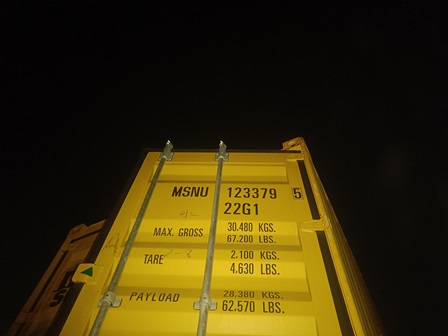 MSNU 123379 5
22G1
MAX. GROSS 30.480 KGS.
67.200 LBS.
TARE 2.100 KGS.
4.630 LBS.
PAYLOAD 28.380 KGS.
62.570 LBS.